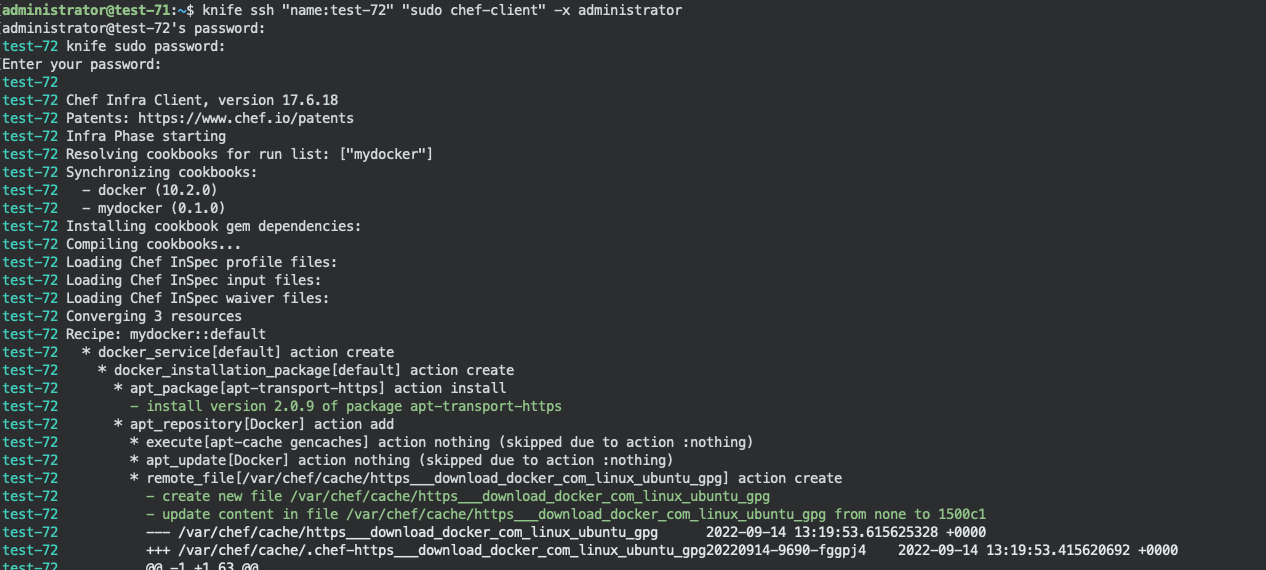 [administrator@test-71:~$ knife ssh "name:test-72" "sudo chef-client" -x administrator
[administrator@test-72's password:
test-72 knife sudo password:
[Enter your password:
test-72
test-72 Chef Infra Client, version 17.6.18
test-72 Patents: https://www.chef.io/patents
test-72 Infra Phase starting
test-72 Resolving cookbooks for run list: ["mydocker"]
test-72 Synchronizing cookbooks:
test-72   - docker (10.2.0)
test-72   - mydocker (0.1.0)
test-72 Installing cookbook gem dependencies:
test-72 Compiling cookbooks...
test-72 Loading Chef InSpec profile files:
test-72 Loading Chef InSpec input files:
test-72 Loading Chef InSpec waiver files:
test-72 Converging 3 resources
test-72 Recipe: mydocker::default
test-72   * docker_service[default] action create
test-72     * docker_installation_package[default] action create
test-72       * apt_package[apt-transport-https] action install
test-72         - install version 2.0.9 of package apt-transport-https
test-72       * apt_repository[Docker] action add
test-72         * execute[apt-cache gencaches] action nothing (skipped due to action :nothing)
test-72         * apt_update[Docker] action nothing (skipped due to action :nothing)
test-72         * remote_file[/var/chef/cache/https___download_docker_com_linux_ubuntu_gpg] action create
test-72           - create new file /var/chef/cache/https___download_docker_com_linux_ubuntu_gpg
test-72           - update content in file /var/chef/cache/https___download_docker_com_linux_ubuntu_gpg from none to 1500c1
test-72           --- /var/chef/cache/https___download_docker_com_linux_ubuntu_gpg      2022-09-14 13:19:53.615625328 +0000
test-72           +++ /var/chef/cache/.chef-https___download_docker_com_linux_ubuntu_gpg20220914-9690-fggpj4    2022-09-14 13:19:53.415620692 +0000
test-72           @@ -1 +1,63 @@